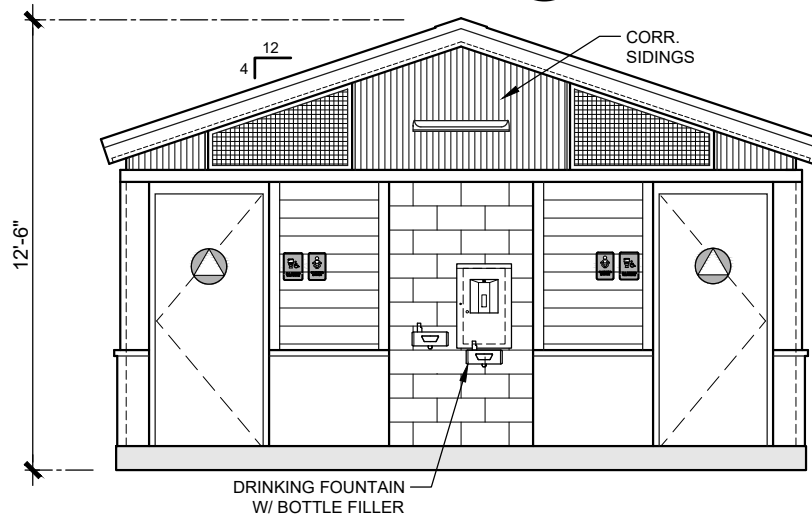 12
4
CORR.
SIDINGS
12'-6"
DRINKING FOUNTAIN
W/ BOTTLE FILLER